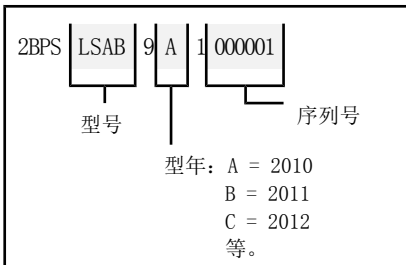 2BPS LSAB 9 A 1 000001
序列号
型号
型年: A = 2010
B = 2011
C = 2012
等。